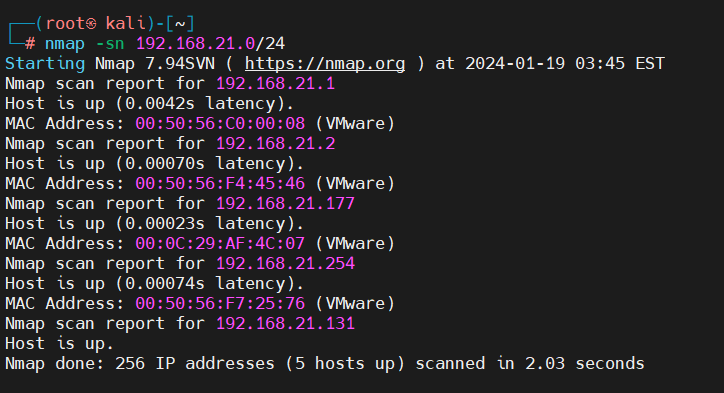 ┌──(root㉿ kali)-[~]
└─# nmap -sn 192.168.21.0/24
Starting Nmap 7.94SVN ( https://nmap.org ) at 2024-01-19 03:45 EST
Nmap scan report for 192.168.21.1
Host is up (0.0042s latency).
MAC Address: 00:50:56:C0:00:08 (VMware)
Nmap scan report for 192.168.21.2
Host is up (0.00070s latency).
MAC Address: 00:50:56:F4:45:46 (VMware)
Nmap scan report for 192.168.21.177
Host is up (0.00023s latency).
MAC Address: 00:0C:29:AF:4C:07 (VMware)
Nmap scan report for 192.168.21.254
Host is up (0.00074s latency).
MAC Address: 00:50:56:F7:25:76 (VMware)
Nmap scan report for 192.168.21.131
Host is up.
Nmap done: 256 IP addresses (5 hosts up) scanned in 2.03 seconds